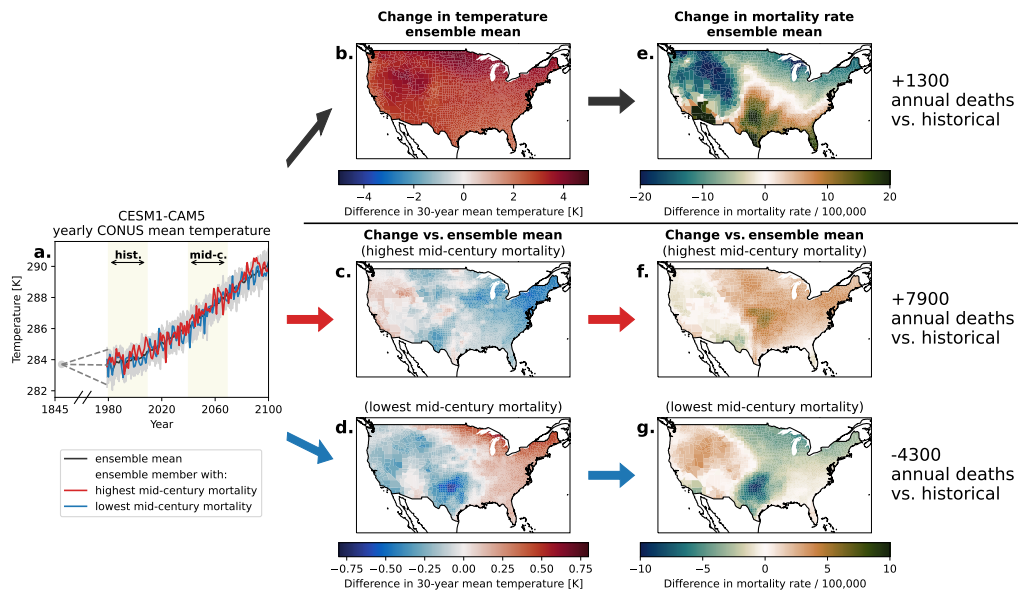 Change in temperature
ensemble mean
Change in mortality rate
ensemble mean
b.
e.
+1300
annual deaths
vs. historical
−4
−2
0
2
4
Difference in 30-year mean temperature [K]
−20
−10
0
10
20
Difference in mortality rate / 100,000
CESM1-CAM5
yearly CONUS mean temperature
a.
hist.
mid-c.
290
288
286
284
282
Temperature [K]
1845
1980
2020
2060
2100
Year
ensemble mean
ensemble member with:
highest mid-century mortality
lowest mid-century mortality
Change vs. ensemble mean
(highest mid-century mortality)
Change vs. ensemble mean
(highest mid-century mortality)
c.
f.
+7900
annual deaths
vs. historical
(lowest mid-century mortality)
(lowest mid-century mortality)
d.
g.
-4300
annual deaths
vs. historical
−0.75
−0.50
−0.25
0.00
0.25
0.50
0.75
Difference in 30-year mean temperature [K]
−10
−5
0
5
10
Difference in mortality rate / 100,000